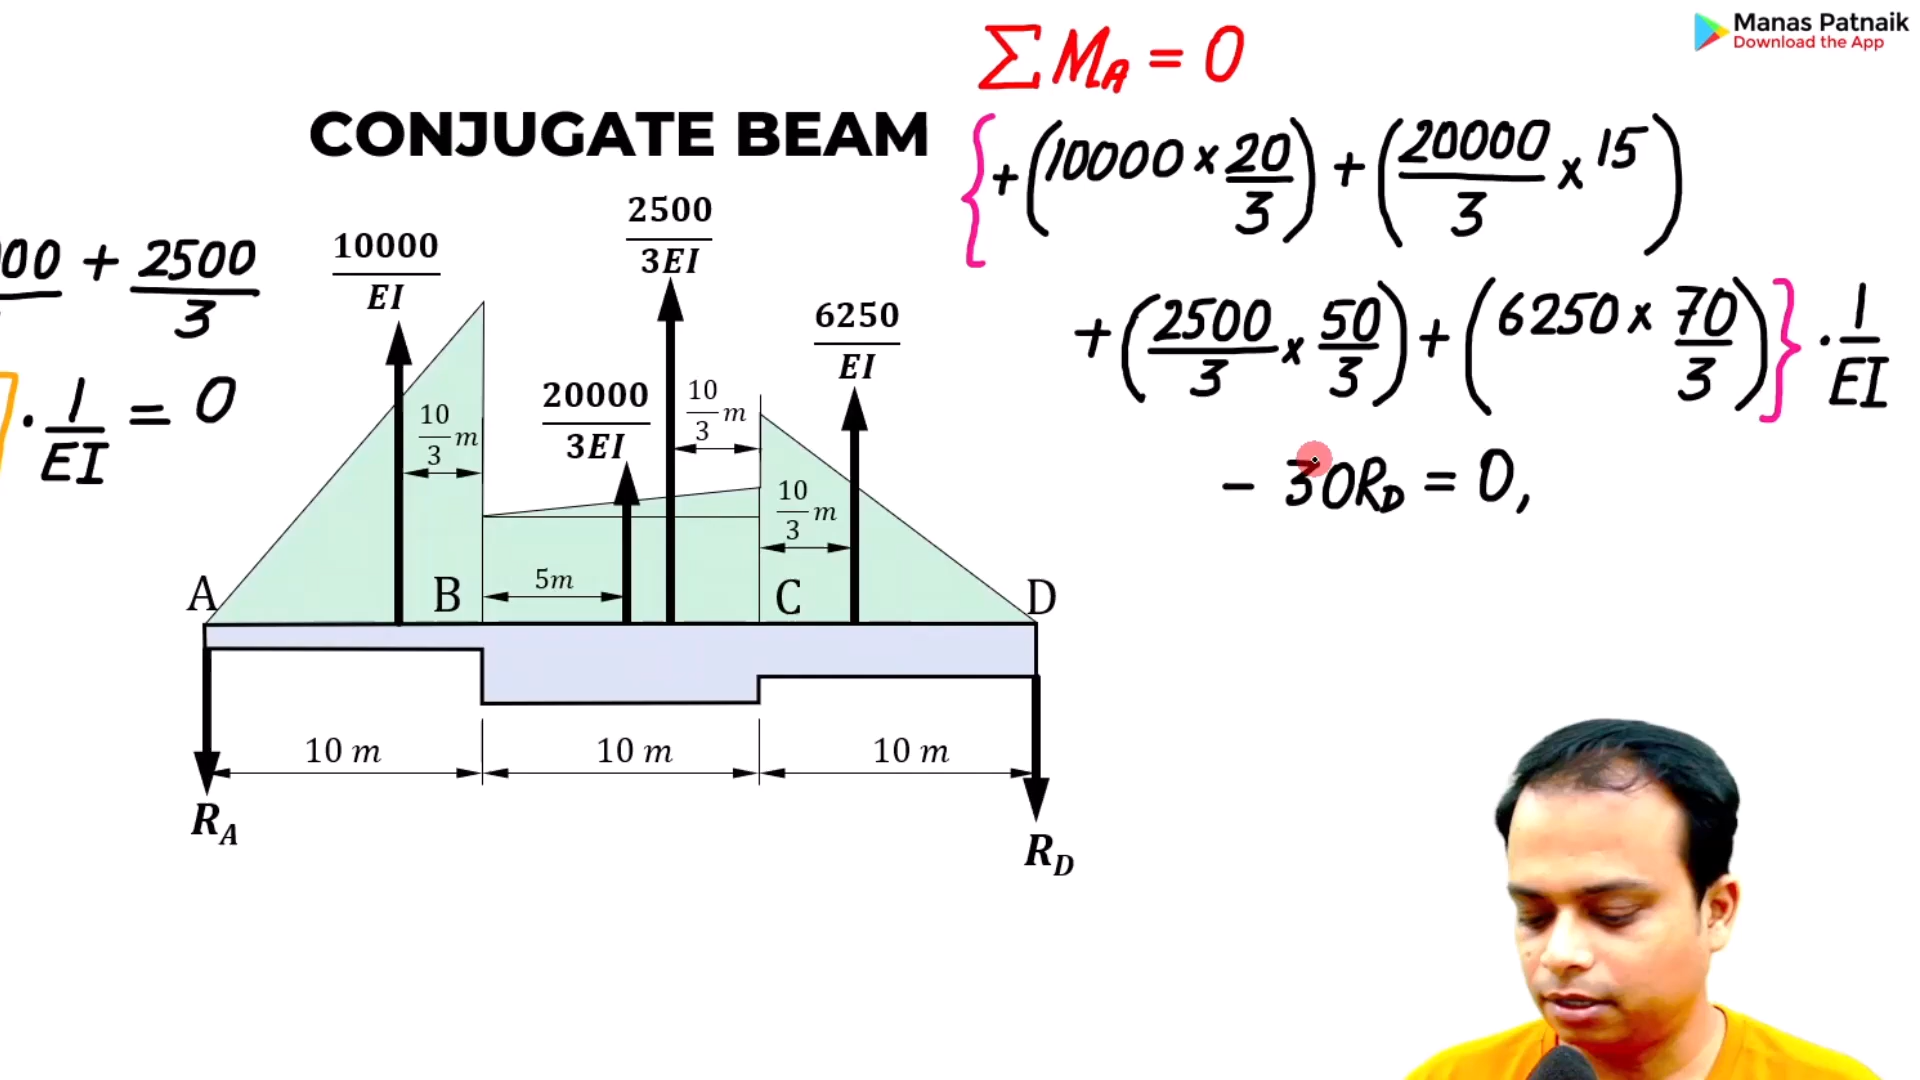 Manas Patnaik
Download the App
∑ M_A = 0
CONJUGATE BEAM
{ + (10000 × 20/3) + (20000/3 × 15)
+ (2500/3 × 50/3) + (6250 × 70/3) } · 1/EI
- 30R_D = 0,
00 + 2500/3
· 1/EI = 0
10000/EI
2500/3EI
6250/EI
20000/3EI
10/3 m
10/3 m
10/3 m
5m
A
B
C
D
10 m
10 m
10 m
R_A
R_D